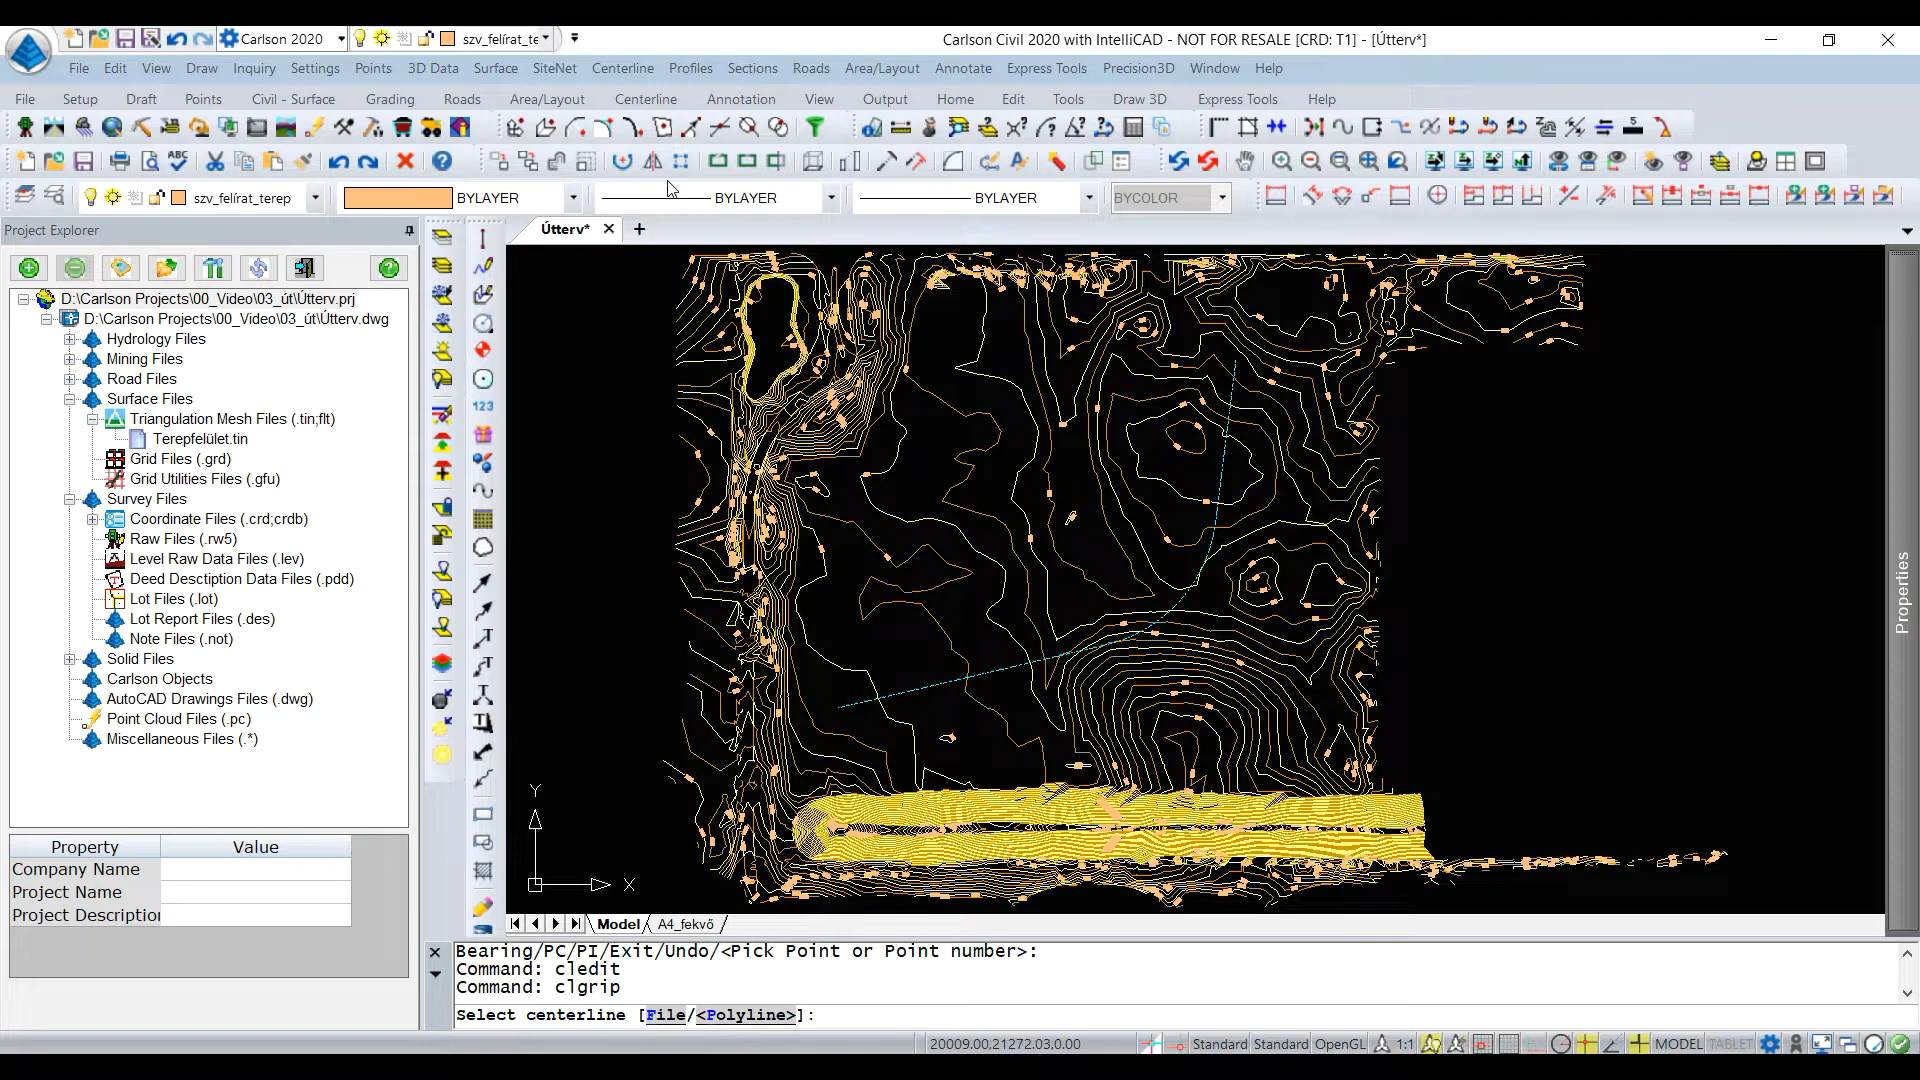 Carlson 2020
szv_felírat_te
Carlson Civil 2020 with IntelliCAD - NOT FOR RESALE [CRD: T1] - [Útterv*]
File Edit View Draw Inquiry Settings Points 3D Data Surface SiteNet Centerline Profiles Sections Roads Area/Layout Annotate Express Tools Precision3D Window Help
File Setup Draft Points Civil - Surface Grading Roads Area/Layout Centerline Annotation View Output Home Edit Tools Draw 3D Express Tools Help
szv_felírat_terep BYLAYER BYLAYER BYLAYER BYCOLOR
Project Explorer
Útterv*
D:\Carlson Projects\00_Video\03_út\Útterv.prj
D:\Carlson Projects\00_Video\03_út\Útterv.dwg
Hydrology Files
Mining Files
Road Files
Surface Files
Triangulation Mesh Files (.tin;flt)
Terepfelület.tin
Grid Files (.grd)
Grid Utilities Files (.gfu)
Survey Files
Coordinate Files (.crd;crdb)
Raw Files (.rw5)
Level Raw Data Files (.lev)
Deed Desctiption Data Files (.pdd)
Lot Files (.lot)
Lot Report Files (.des)
Note Files (.not)
Solid Files
Carlson Objects
AutoCAD Drawings Files (.dwg)
Point Cloud Files (.pc)
Miscellaneous Files (.*)
123
Properties
Y
X
Property Value
Company Name
Project Name
Project Description
Model A4_fekvő
Bearing/PC/PI/Exit/Undo/<Pick Point or Point number>:
Command: cledit
Command: clgrip
Select centerline [File/<Polyline>]:
20009.00,21272.03,0.00 Standard Standard OpenGL 1:1 MODEL TABLET